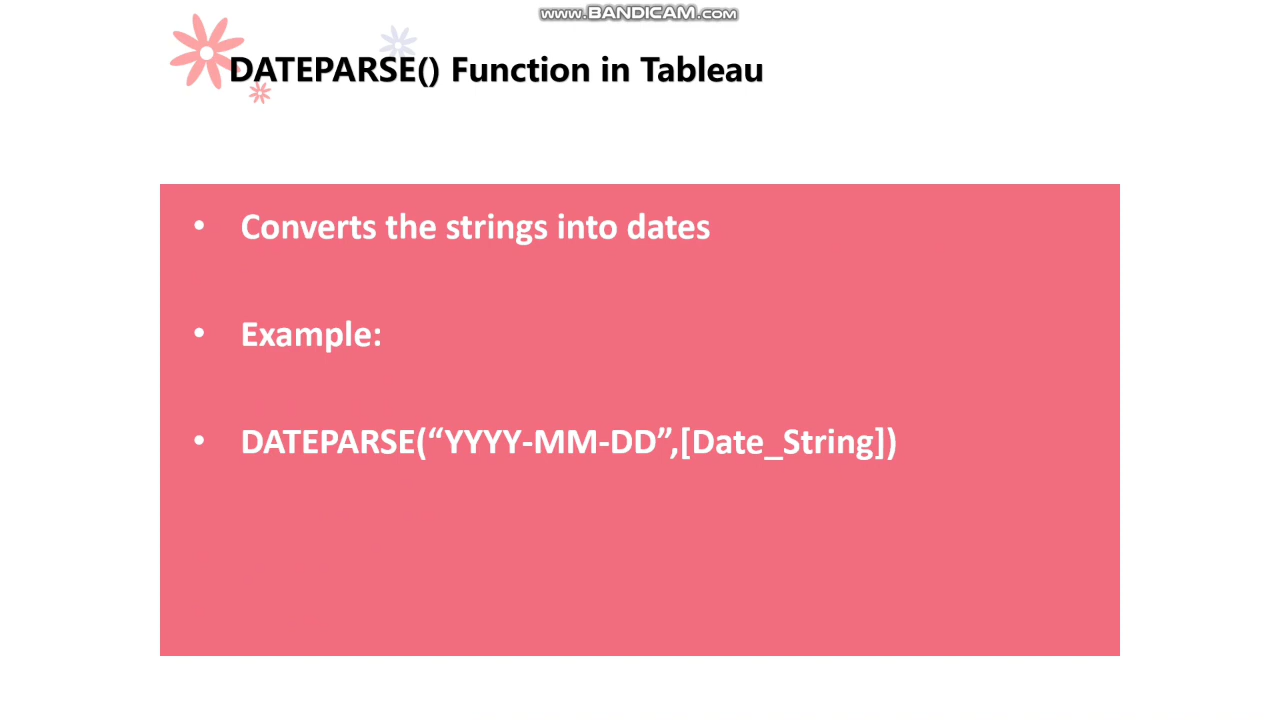 www.BANDICAM.com
DATEPARSE() Function in Tableau
• Converts the strings into dates
• Example:
• DATEPARSE(“YYYY-MM-DD”,[Date_String])